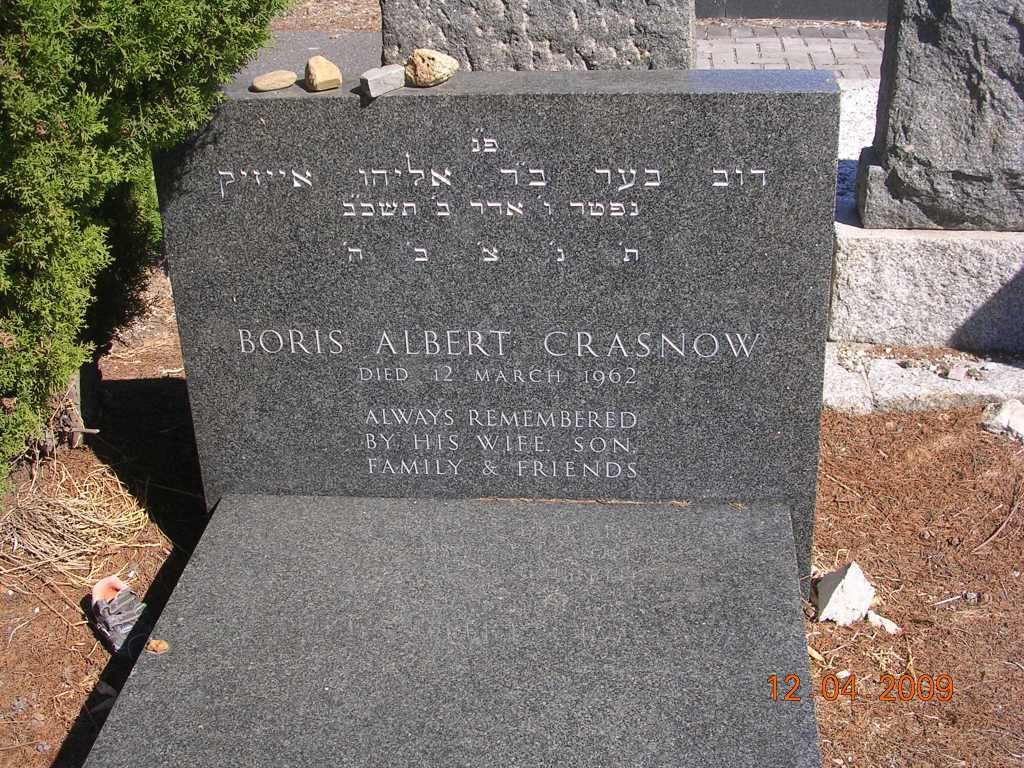 פ״נ
דוב בער ב״ר אליהו אייזיק
נפטר ו׳ אדר ב׳ תשכ״ב
ת׳ נ׳ צ׳ ב׳ ה׳
BORIS ALBERT CRASNOW
DIED 12 MARCH 1962
ALWAYS REMEMBERED
BY HIS WIFE, SON,
FAMILY & FRIENDS
12 04 2009